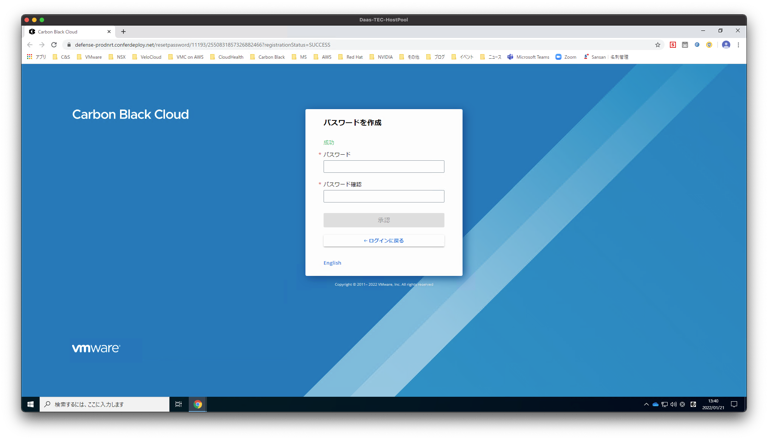 Daas-TEC-HostPool
Carbon Black Cloud
defense-prodnrt.conferdeploy.net/resetpassword/11193/2550831857326882466?registrationStatus=SUCCESS
アプリ C&S VMware NSX VeloCloud VMC on AWS CloudHealth Carbon Black MS AWS Red Hat NVIDIA その他 ブログ イベント ニュース Microsoft Teams Zoom Sansan 名刺管理
Carbon Black Cloud
パスワードを作成
成功
* パスワード
* パスワード確認
承認
← ログインに戻る
English
Copyright © 2011– 2022 VMware, Inc. All rights reserved.
vmware
検索するには、ここに入力します
13:40
2022/01/21